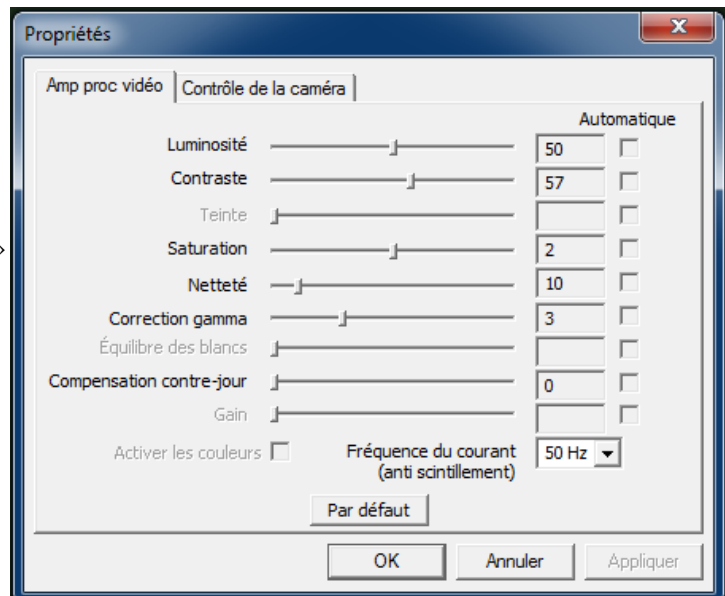 Propriétés
Amp proc vidéo
Contrôle de la caméra
Automatique
Luminosité 50
Contraste 57
Teinte
Saturation 2
Netteté 10
Correction gamma 3
Équilibre des blancs
Compensation contre-jour 0
Gain
Activer les couleurs
Fréquence du courant 50 Hz
(anti scintillement)
Par défaut
OK Annuler Appliquer